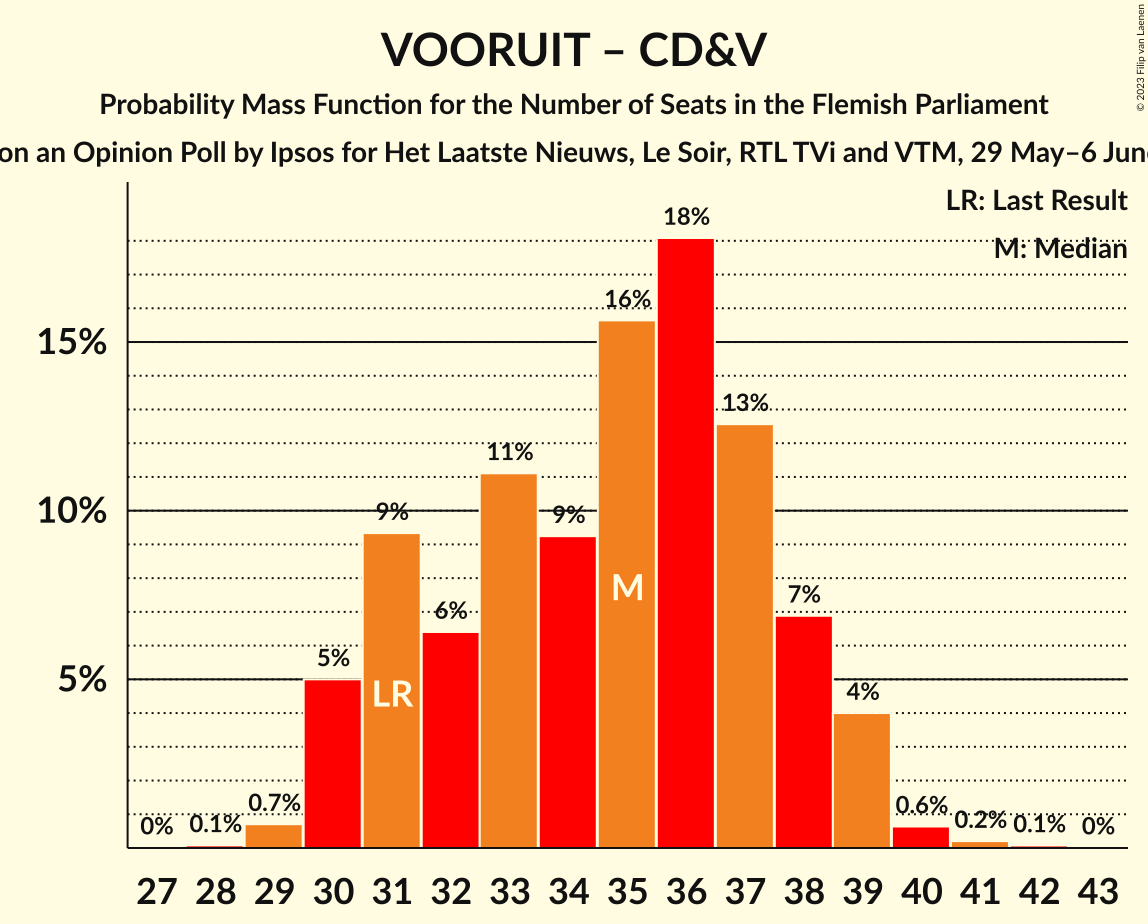 VOORUIT – CD&V
Probability Mass Function for the Number of Seats in the Flemish Parliament
on an Opinion Poll by Ipsos for Het Laatste Nieuws, Le Soir, RTL TVi and VTM, 29 May–6 June
© 2023 Filip van Laenen
LR: Last Result
M: Median
18%
16%
15%
13%
11%
10%
9%
9%
M
7%
6%
5%
5%
LR
4%
0.7%
0.6%
0%
0.1%
0.2%
0.1%
0%
27 28 29 30 31 32 33 34 35 36 37 38 39 40 41 42 43